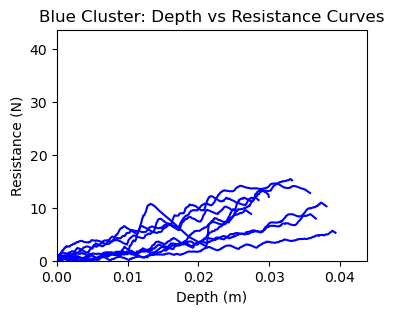 Blue Cluster: Depth vs Resistance Curves
Resistance (N)
40
30
20
10
0
0.00 0.01 0.02 0.03 0.04
Depth (m)